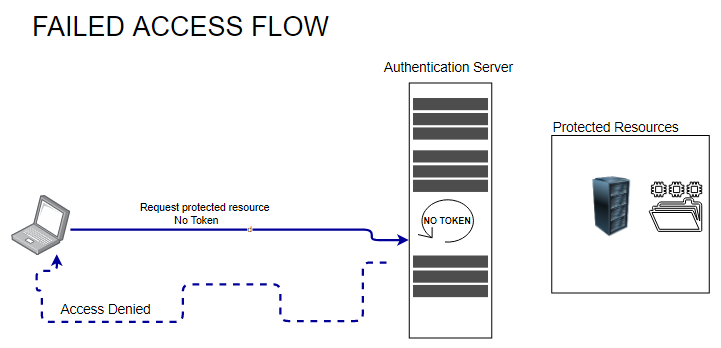 FAILED ACCESS FLOW
Authentication Server
Protected Resources
Request protected resource
No Token
NO TOKEN
d
Access Denied